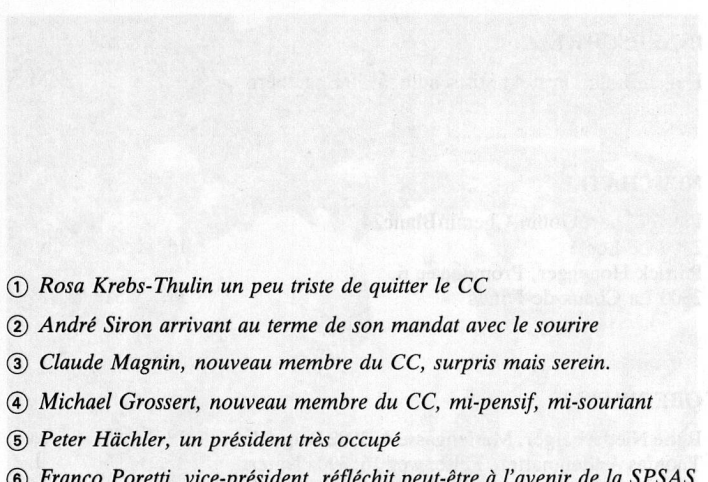 ① Rosa Krebs-Thulin un peu triste de quitter le CC
② André Siron arrivant au terme de son mandat avec le sourire
③ Claude Magnin, nouveau membre du CC, surpris mais serein.
④ Michael Grossert, nouveau membre du CC, mi-pensif, mi-souriant
⑤ Peter Hächler, un président très occupé
⑥ Franco Poretti, vice-président, réfléchit peut-être à l'avenir de la SPSAS